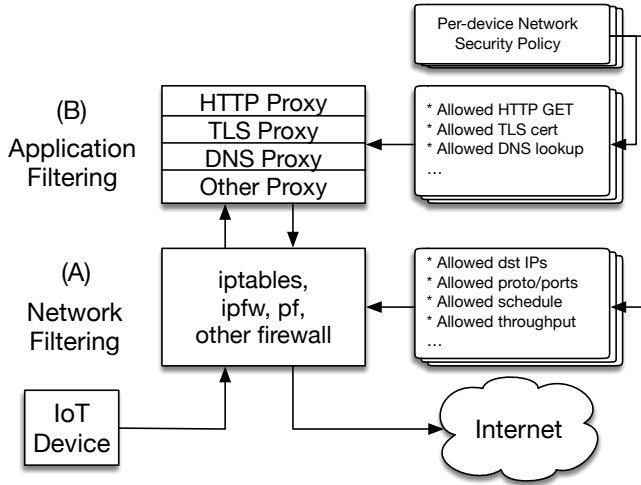 Per-device Network
Security Policy
(B)
Application
Filtering
HTTP Proxy
TLS Proxy
DNS Proxy
Other Proxy
* Allowed HTTP GET
* Allowed TLS cert
* Allowed DNS lookup
...
(A)
Network
Filtering
iptables,
ipfw, pf,
other firewall
* Allowed dst IPs
* Allowed proto/ports
* Allowed schedule
* Allowed throughput
...
IoT
Device
Internet